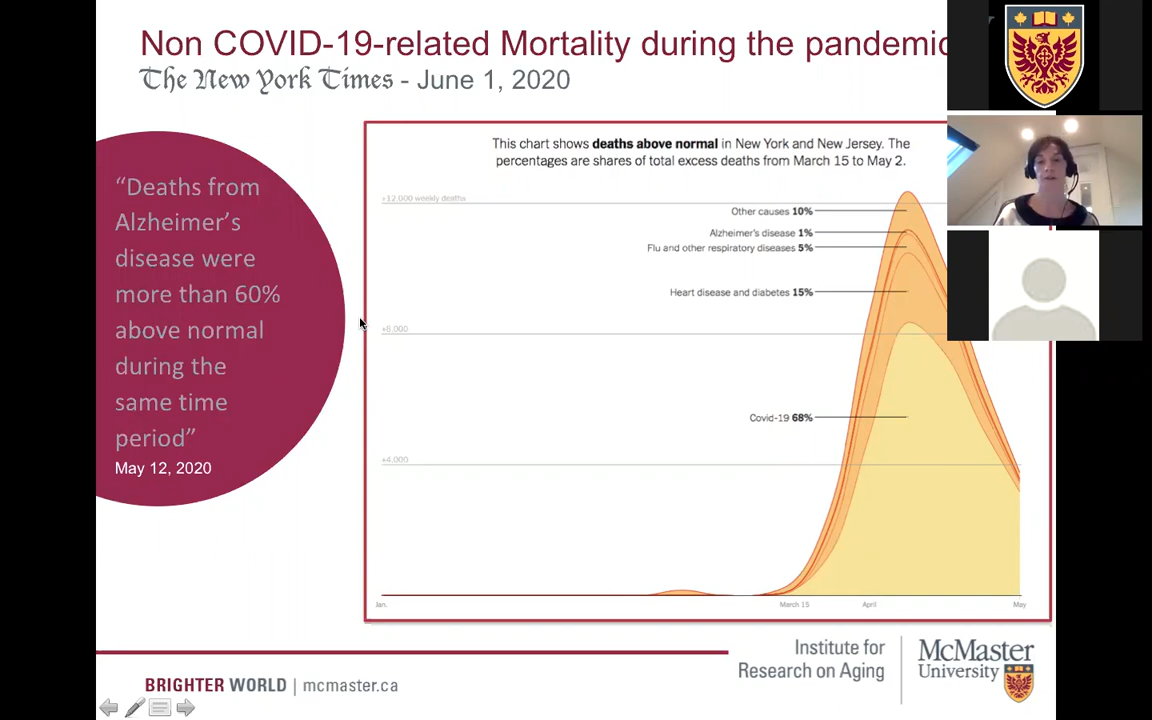 Non COVID-19-related Mortality during the pandemic
The New York Times - June 1, 2020
“Deaths from
Alzheimer’s
disease were
more than 60%
above normal
during the
same time
period”
May 12, 2020
This chart shows deaths above normal in New York and New Jersey. The
percentages are shares of total excess deaths from March 15 to May 2.
+12,000 weekly deaths
Other causes 10%
Alzheimer's disease 1%
Flu and other respiratory diseases 5%
Heart disease and diabetes 15%
+8,000
Covid-19 68%
+4,000
Jan.
March 15
April
May
BRIGHTER WORLD | mcmaster.ca
Institute for
Research on Aging
McMaster
University